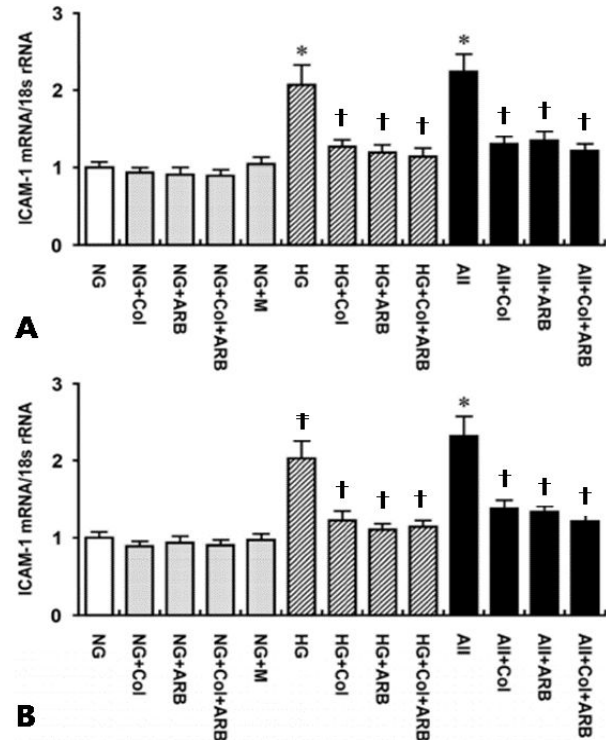 3
*
*
2
†
†
†
†
†
†
1
0
ICAM-1 mRNA/18s rRNA
NG
NG+Col
NG+ARB
NG+Col+ARB
NG+M
HG
HG+Col
HG+ARB
HG+Col+ARB
AII
AII+Col
AII+ARB
AII+Col+ARB
A
3
‡
*
2
†
†
†
†
†
†
1
0
ICAM-1 mRNA/18s rRNA
NG
NG+Col
NG+ARB
NG+Col+ARB
NG+M
HG
HG+Col
HG+ARB
HG+Col+ARB
AII
AII+Col
AII+ARB
AII+Col+ARB
B